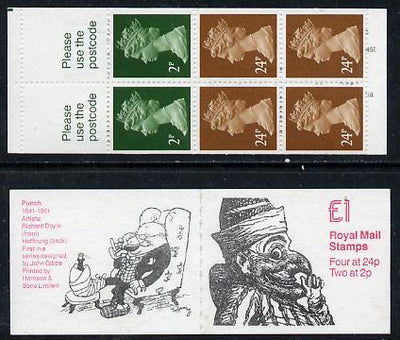 Please
use the
postcode
2P
24P
24P
Please
use the
postcode
2P
24P
24P
Punch
1841-1991
Artists:
Richard Doyle
(front)
Hoffnung (back)
First in a
series designed
by John Gibbs
Printed by
Harrison &
Sons Limited
£1
Royal Mail
Stamps
Four at 24p
Two at 2p